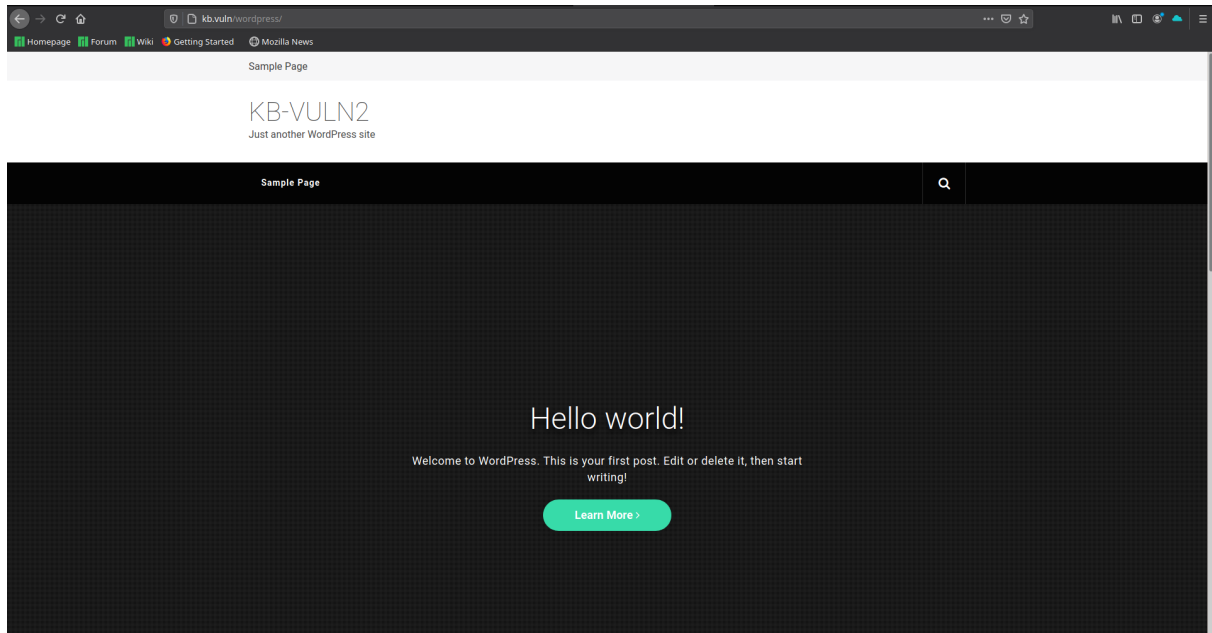 kb.vuln/wordpress/
Homepage Forum Wiki Getting Started Mozilla News
Sample Page
KB-VULN2
Just another WordPress site
Sample Page
Hello world!
Welcome to WordPress. This is your first post. Edit or delete it, then start
writing!
Learn More ›